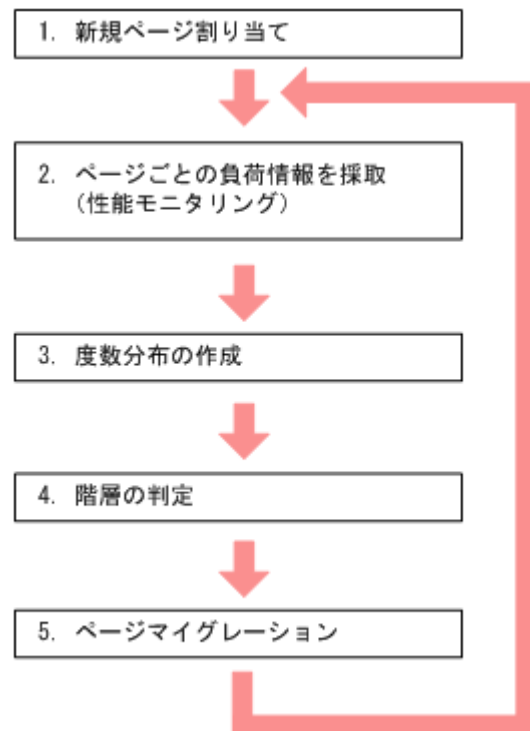 1. 新規ページ割り当て
2. ページごとの負荷情報を採取
(性能モニタリング)
3. 度数分布の作成
4. 階層の判定
5. ページマイグレーション